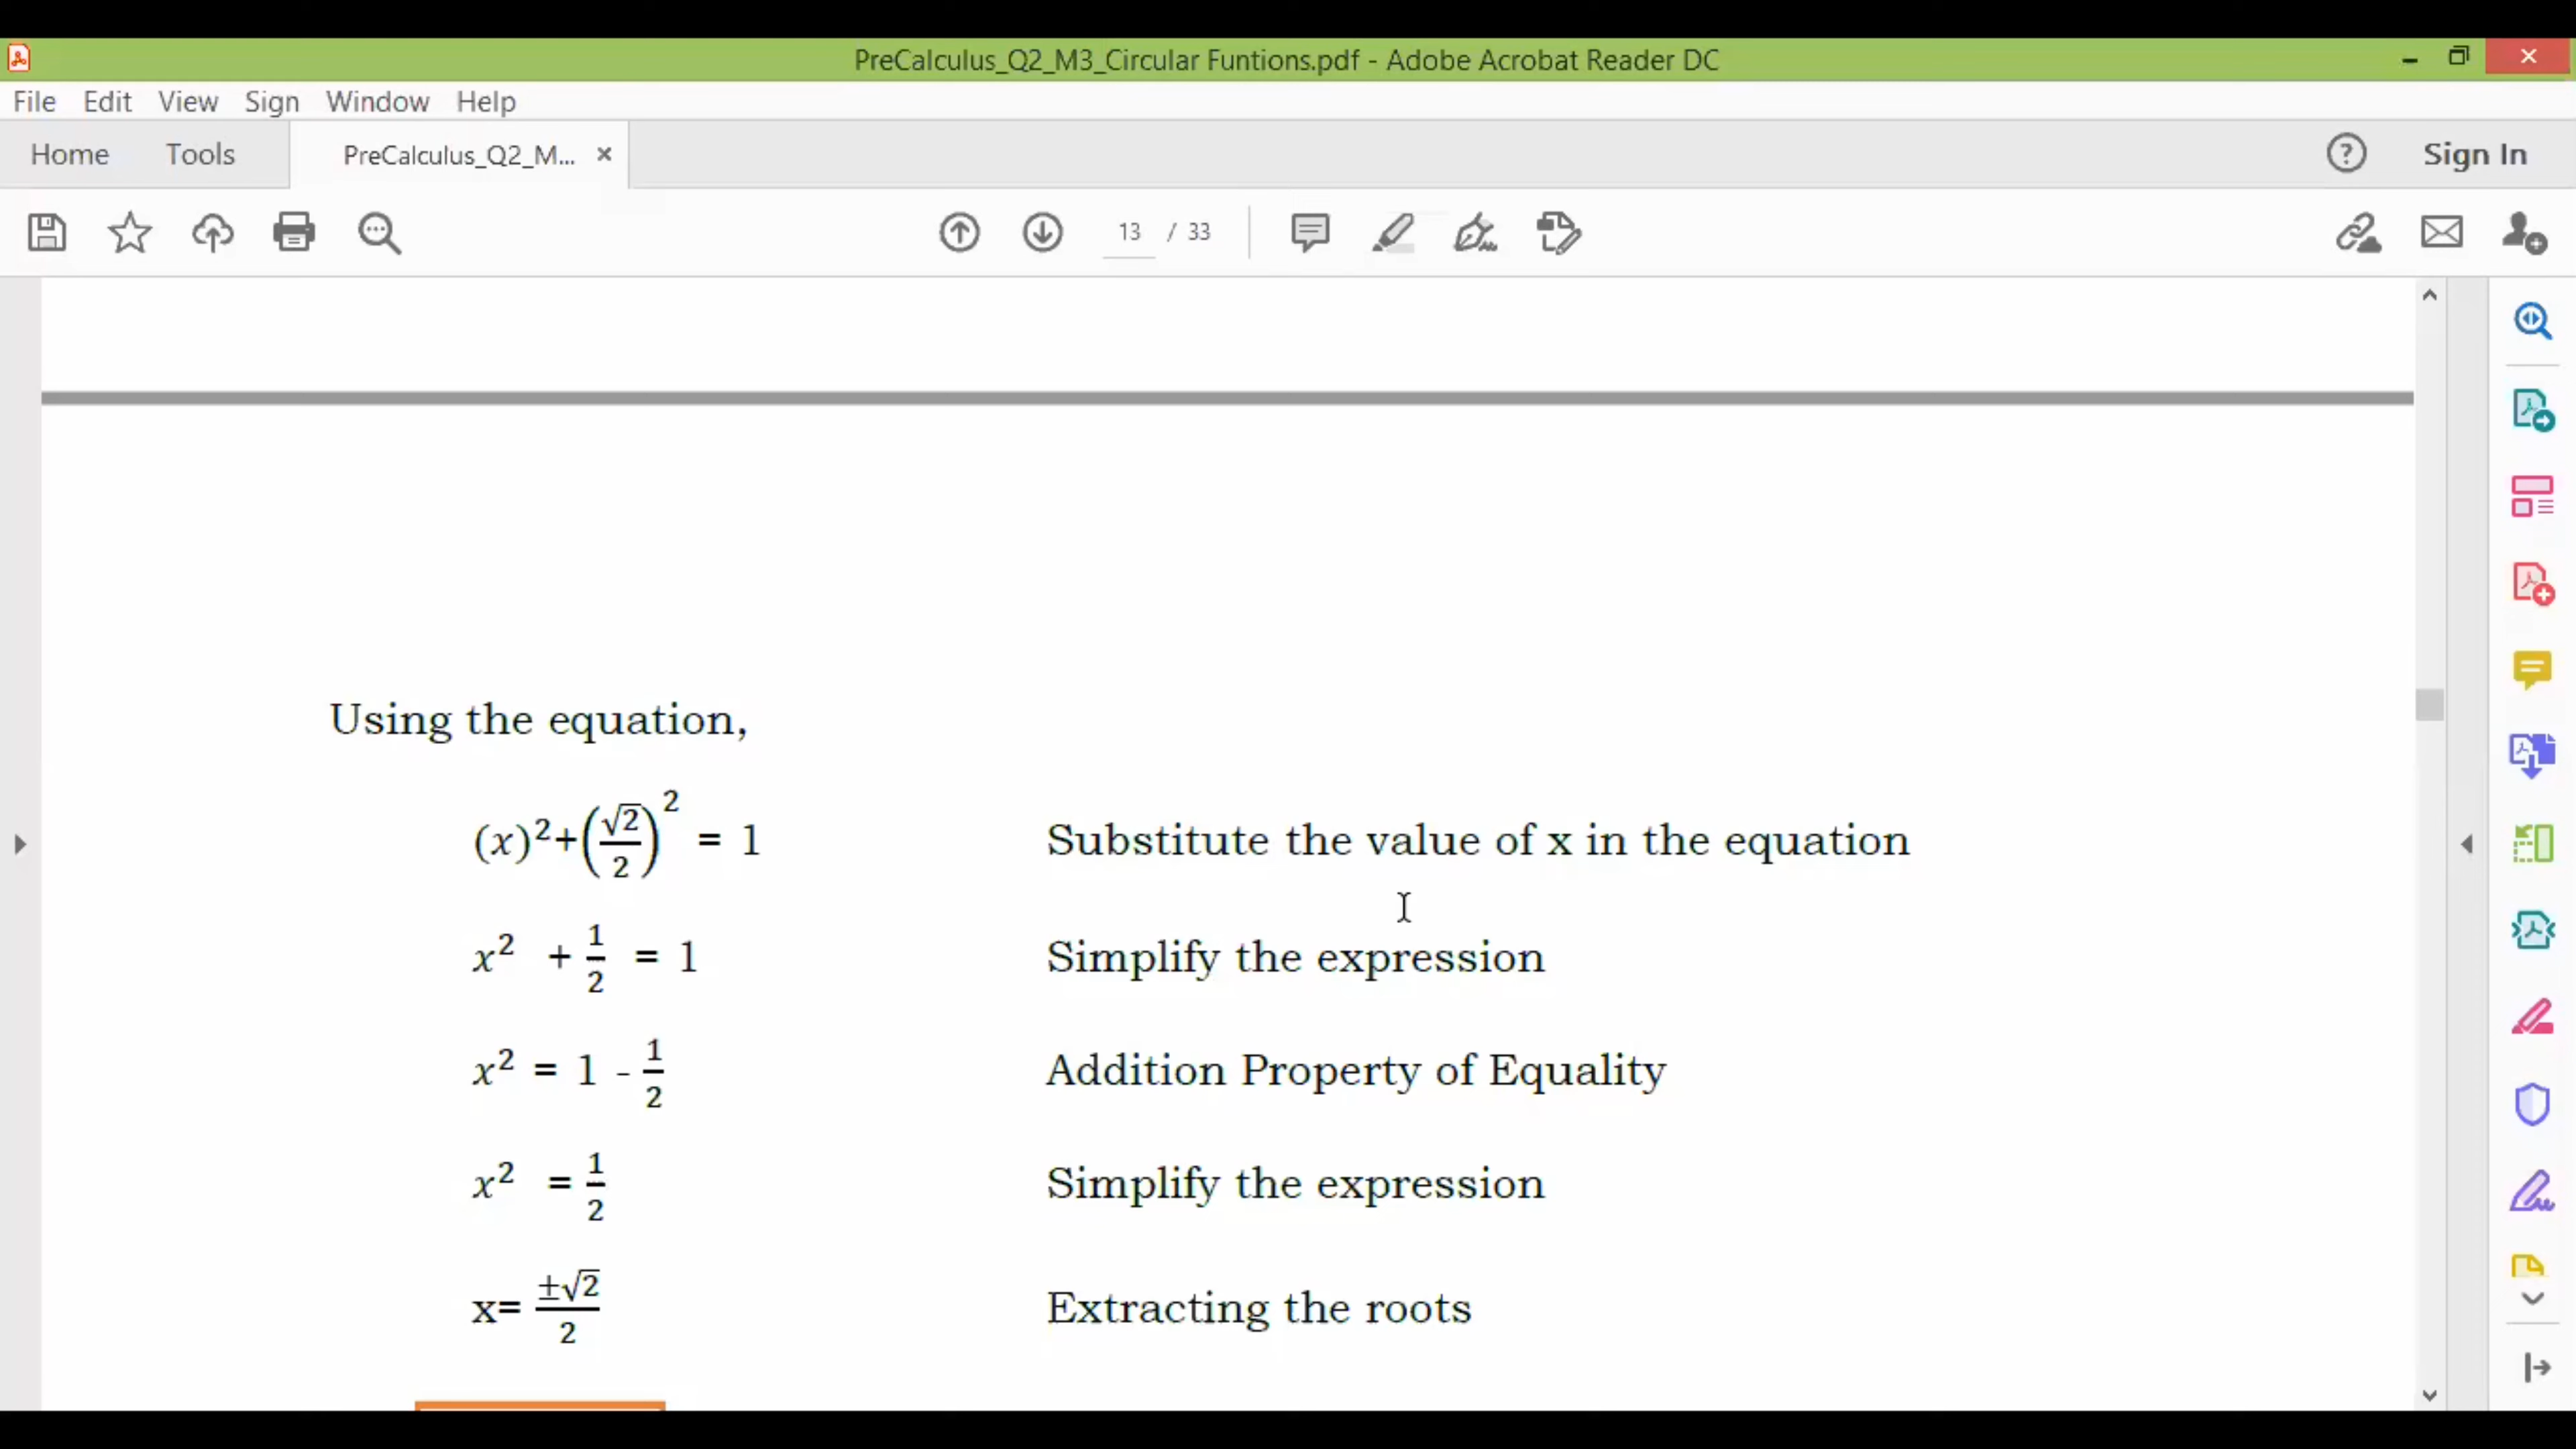 PreCalculus_Q2_M3_Circular Funtions.pdf - Adobe Acrobat Reader DC
File Edit View Sign Window Help
Home Tools PreCalculus_Q2_M... × Sign In
13 / 33
Using the equation,
(x)²+(√2/2)² = 1 Substitute the value of x in the equation
x² + 1/2 = 1 Simplify the expression
x² = 1 - 1/2 Addition Property of Equality
x² = 1/2 Simplify the expression
x= ±√2/2 Extracting the roots